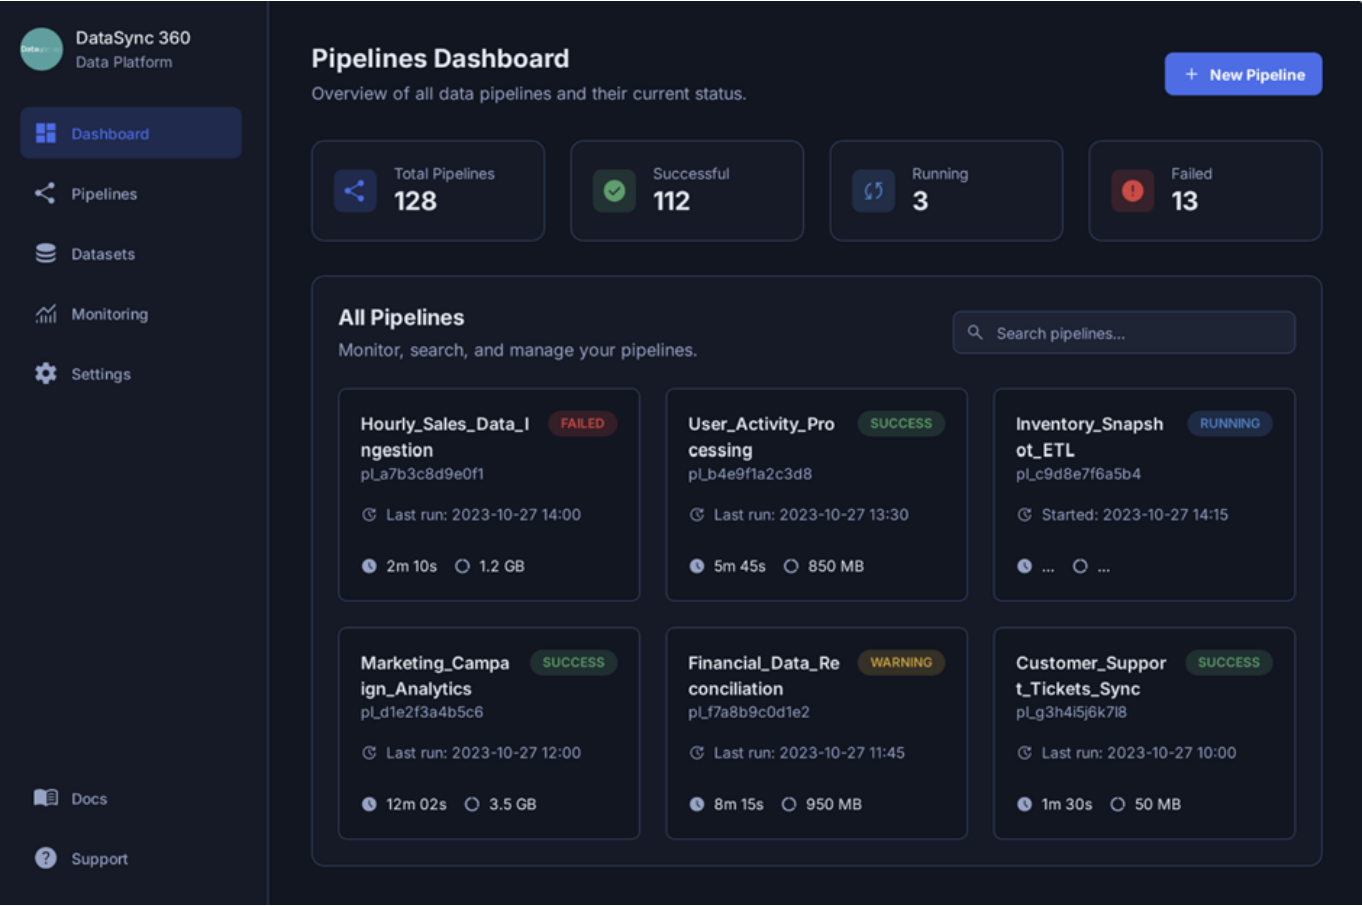 DataSync 360
Data Platform
Dashboard
Pipelines
Datasets
Monitoring
Settings
Docs
Support
Pipelines Dashboard
Overview of all data pipelines and their current status.
+ New Pipeline
Total Pipelines
128
Successful
112
Running
3
Failed
13
All Pipelines
Monitor, search, and manage your pipelines.
Search pipelines...
Hourly_Sales_Data_I
ngestion
FAILED
pl_a7b3c8d9e0f1
Last run: 2023-10-27 14:00
2m 10s 1.2 GB
User_Activity_Pro
cessing
SUCCESS
pl_b4e9f1a2c3d8
Last run: 2023-10-27 13:30
5m 45s 850 MB
Inventory_Snapsh
ot_ETL
RUNNING
pl_c9d8e7f6a5b4
Started: 2023-10-27 14:15
... ...
Marketing_Campa
ign_Analytics
SUCCESS
pl_d1e2f3a4b5c6
Last run: 2023-10-27 12:00
12m 02s 3.5 GB
Financial_Data_Re
conciliation
WARNING
pl_f7a8b9c0d1e2
Last run: 2023-10-27 11:45
8m 15s 950 MB
Customer_Suppor
t_Tickets_Sync
SUCCESS
pl_g3h4i5j6k7l8
Last run: 2023-10-27 10:00
1m 30s 50 MB